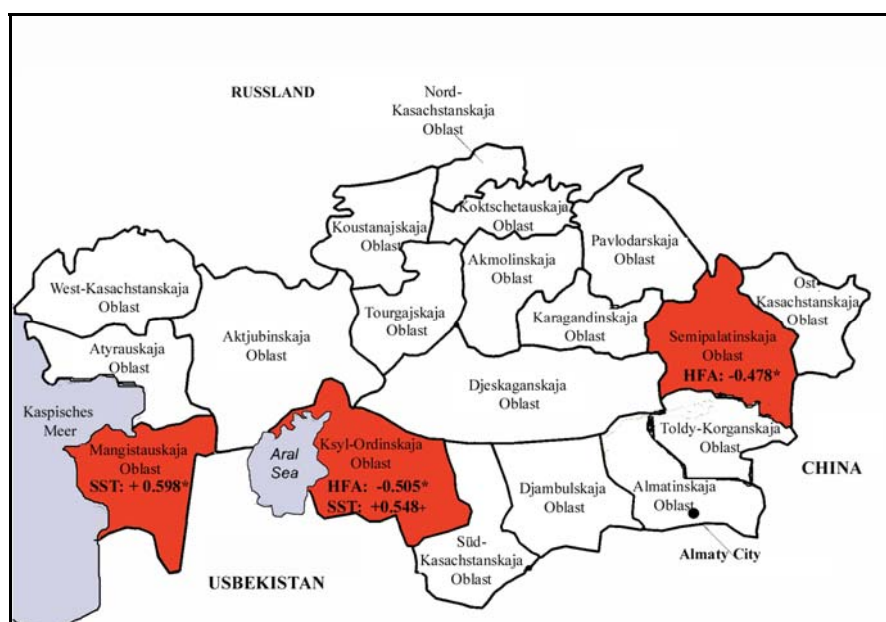 RUSSLAND
Nord-
Kasachstanskaja
Oblast
Koktschetauskaja
Oblast
Koustanajskaja
Oblast
Pavlodarskaja
Oblast
Akmolinskaja
Oblast
West-Kasachstanskaja
Oblast
Ost-
Kasachstanskaja
Oblast
Tourgajskaja
Oblast
Karagandinskaja
Oblast
Aktjubinskaja
Oblast
Semipalatinskaja
Oblast
HFA: -0.478*
Atyrauskaja
Oblast
Djeskaganskaja
Oblast
Kaspisches
Meer
Toldy-Korganskaja
Oblast
Mangistauskaja
Oblast
SST: + 0.598*
Aral
Sea
Ksyl-Ordinskaja
Oblast
HFA: -0.505*
SST: +0.548+
CHINA
Djambulskaja
Oblast
Almatinskaja
Oblast
Süd-
Kasachstanskaja
Oblast
Almaty City
USBEKISTAN